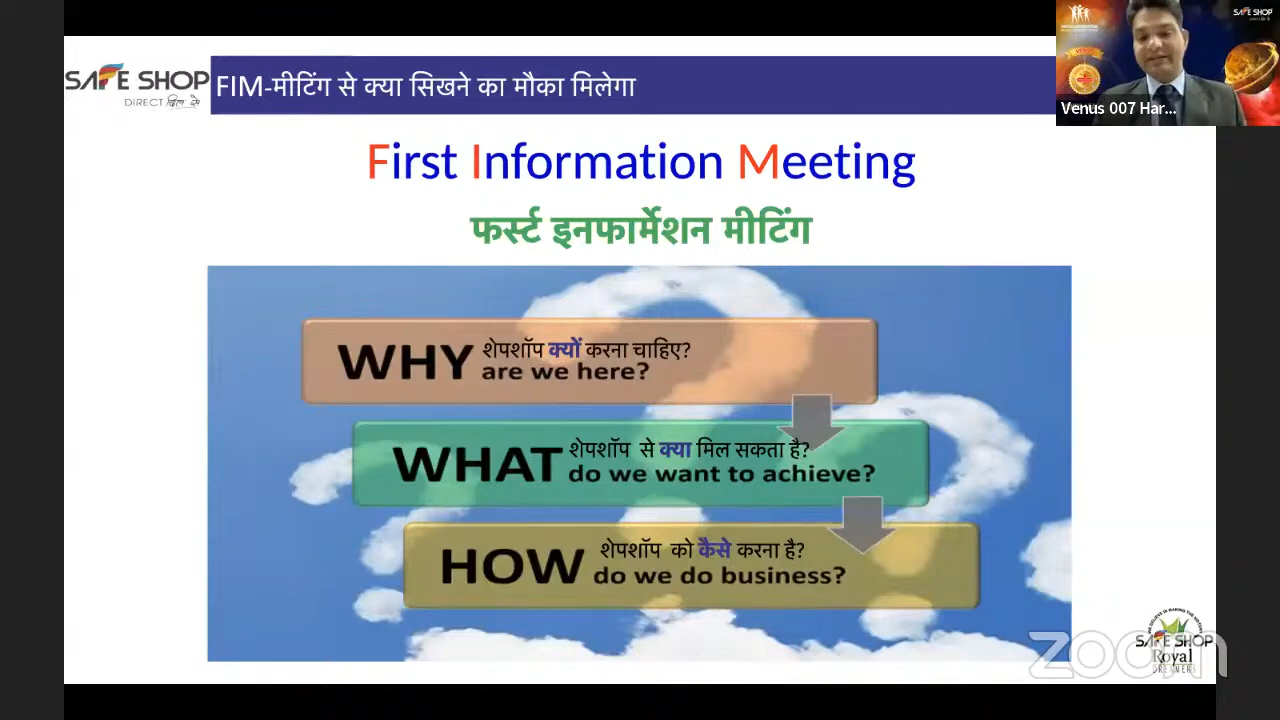 SAFE SHOP
DIRECT दिल से
FIM-मीटिंग से क्या सिखने का मौका मिलेगा
SAFE SHOP
Venus 007 Har...
First Information Meeting
फर्स्ट इनफार्मेशन मीटिंग
WHY शेपशॉप क्यों करना चाहिए?
are we here?
WHAT शेपशॉप से क्या मिल सकता है?
do we want to achieve?
HOW शेपशॉप को कैसे करना है?
do we do business?
SAFE SHOP
Royal
zoom